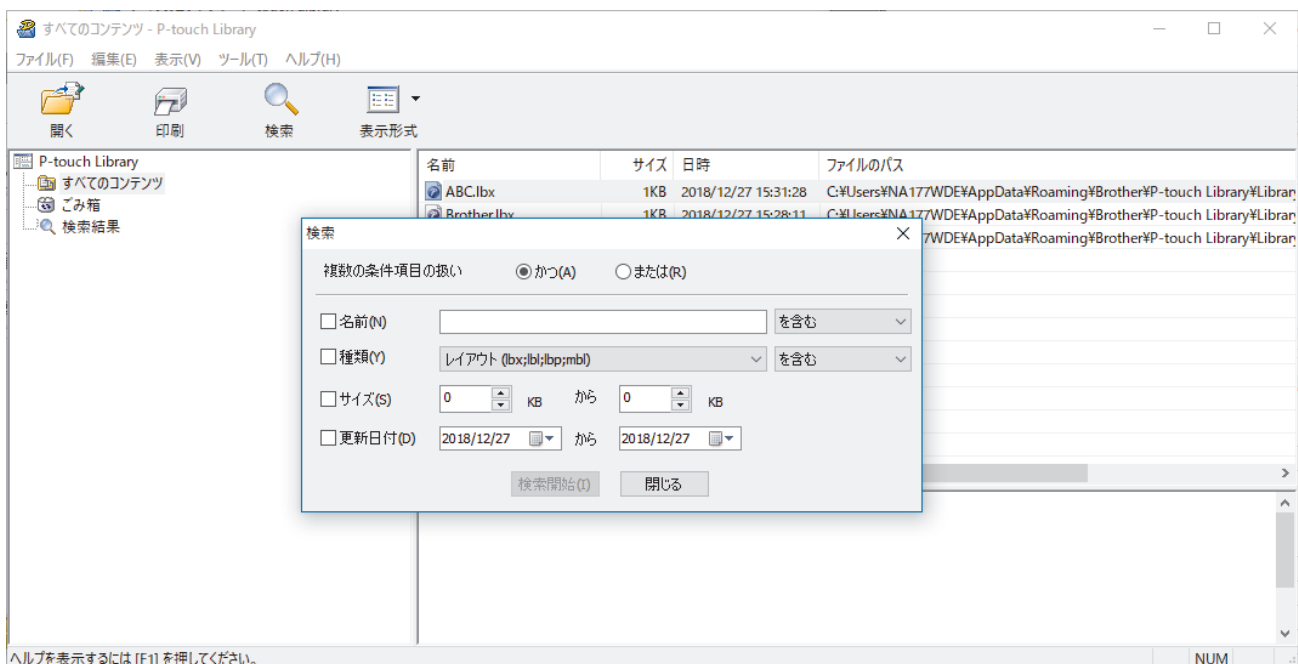 すべてのコンテンツ - P-touch Library
ファイル(F) 編集(E) 表示(V) ツール(T) ヘルプ(H)
開く 印刷 検索 表示形式
P-touch Library
すべてのコンテンツ
ごみ箱
検索結果
名前 サイズ 日時 ファイルのパス
ABC.lbx 1KB 2018/12/27 15:31:28 C:¥Users¥NA177WDE¥AppData¥Roaming¥Brother¥P-touch Library¥Librar
Brother.lbx 1KB 2018/12/27 15:28:11 C:¥Users¥NA177WDE¥AppData¥Roaming¥Brother¥P-touch Library¥Librar
77WDE¥AppData¥Roaming¥Brother¥P-touch Library¥Librar
検索
複数の条件項目の扱い かつ(A) または(R)
名前(N) を含む
種類(Y) レイアウト (lbx;lbl;lbp;mbl) を含む
サイズ(S) 0 KB から 0 KB
更新日付(D) 2018/12/27 から 2018/12/27
検索開始(I) 閉じる
ヘルプを表示するには [F1] を押してください。 NUM